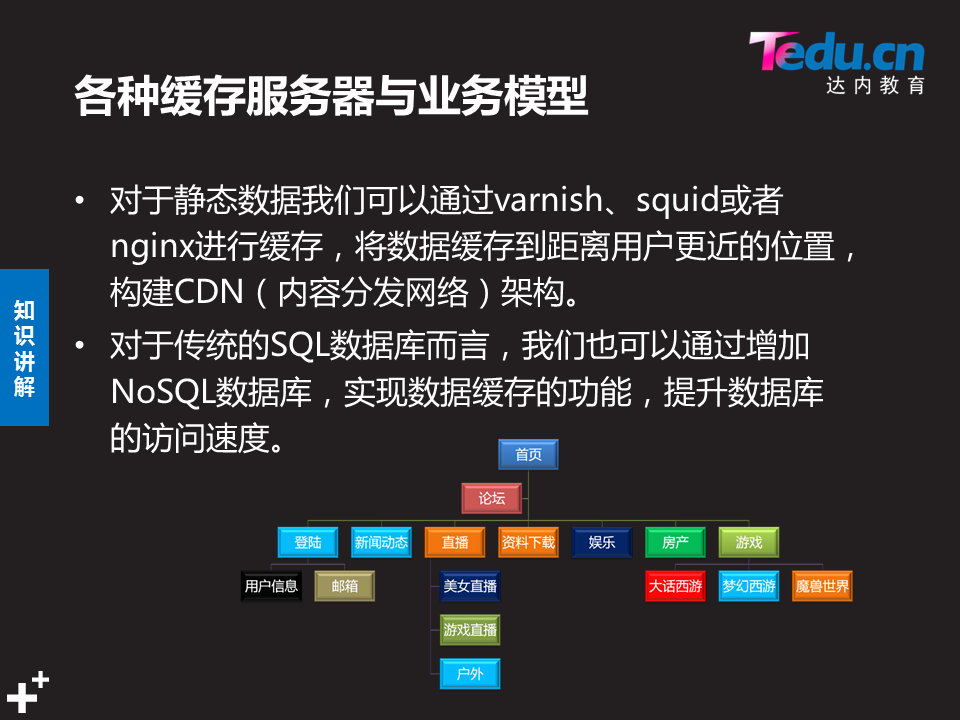 Tedu.cn
达内教育
各种缓存服务器与业务模型
• 对于静态数据我们可以通过varnish、squid或者
nginx进行缓存，将数据缓存到距离用户更近的位置，
构建CDN（内容分发网络）架构。
• 对于传统的SQL数据库而言，我们也可以通过增加
NoSQL数据库，实现数据缓存的功能，提升数据库
的访问速度。
知识讲解
首页
论坛
登陆
新闻动态
直播
资料下载
娱乐
房产
游戏
用户信息
邮箱
美女直播
大话西游
梦幻西游
魔兽世界
游戏直播
户外